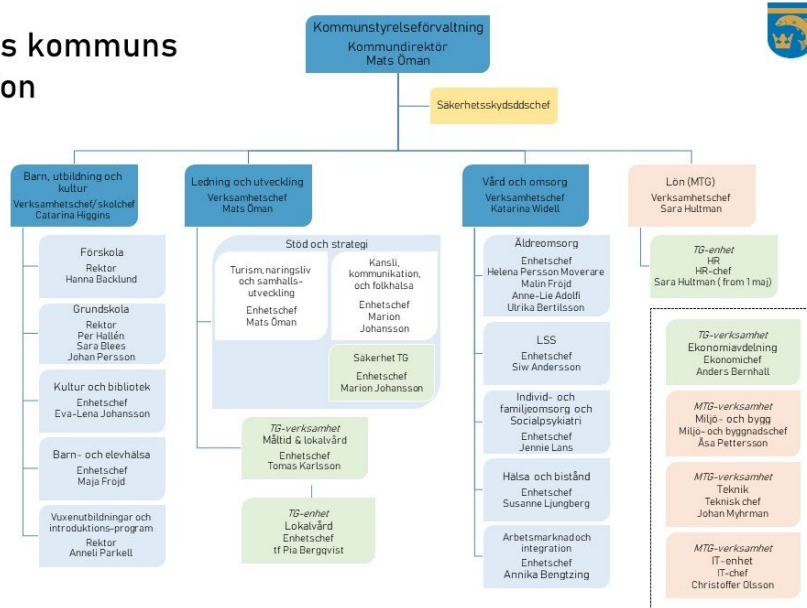 s kommuns
on
Kommunstyrelseförvaltning
Kommundirektör
Mats Öman
Säkerhetsskydsddschef
Barn, utbildning och
kultur
Verksamhetschef/skolchef
Catarina Higgins
Förskola
Rektor
Hanna Backlund
Grundskola
Rektor
Per Hallén
Sara Blees
Johan Persson
Kultur och bibliotek
Enhetschef
Eva-Lena Johansson
Barn- och elevhälsa
Enhetschef
Maja Frojd
Vuxenutbildningar och
introduktions-program
Rektor
Anneli Parkell
Ledning och utveckling
Verksamhetschef
Mats Öman
Stöd och strategi
Turism, naringsliv
och samhalls-
utveckling
Enhetschef
Mats Öman
Kansli,
kommunikation,
och folkhälsa
Enhetschef
Marion
Johansson
Sakerhet TG
Enhetschef
Marion Johansson
TG-verksamhet
Måltid & lokalvård
Enhetschef
Tomas Karlsson
TG-enhet
Lokalvård
Enhetschef
tf Pia Bergqvist
Vård och omsorg
Verksamhetschef
Katarina Widell
Äldreomsorg
Enhetschef
Helena Persson Moverare
Malin Fröjd
Anne-Lie Adolfi
Ulrika Bertilsson
LSS
Enhetschef
Siw Andersson
Individ- och
familjeomsorg och
Socialpsykiatri
Enhetschef
Jennie Lans
Hälsa och bistånd
Enhetschef
Susanne Ljungberg
Arbetsmarknadoch
integration
Enhetschef
Annika Bengtzing
Lön (MTG)
Verksamhetschef
Sara Hultman
TG-enhet
HR
HR-chef
Sara Hultman ( from 1 maj)
TG-verksamhet
Ekonomiavdelning
Ekonomichef
Anders Bernhall
MTG-verksamhet
Miljö- och bygg
Miljö- och byggnadschef
Åsa Pettersson
MTG-verksamhet
Teknik
Teknisk chef
Johan Myhrman
MTG-verksamhet
IT-enhet
IT-chef
Christoffer Olsson